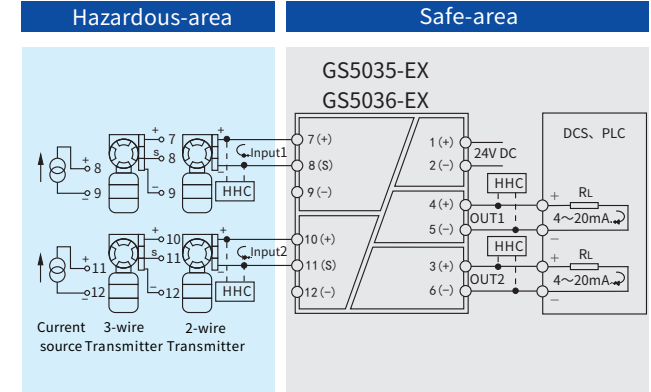 Hazardous-area
Safe-area
GS5035-EX
GS5036-EX
+ 7
s 8
− 9
+ 8
− 9
+
−
HHC
Input1
7(+)
8(S)
9(−)
1(+)
2(−)
24V DC
HHC
4(+)
5(−)
OUT1
DCS、PLC
+
RL
4～20mA
−
+ 10
s 11
− 12
+ 11
− 12
+
−
HHC
Input2
10(+)
11(S)
12(−)
HHC
3(+)
6(−)
OUT2
+
RL
4～20mA
−
Current 3-wire 2-wire
source Transmitter Transmitter